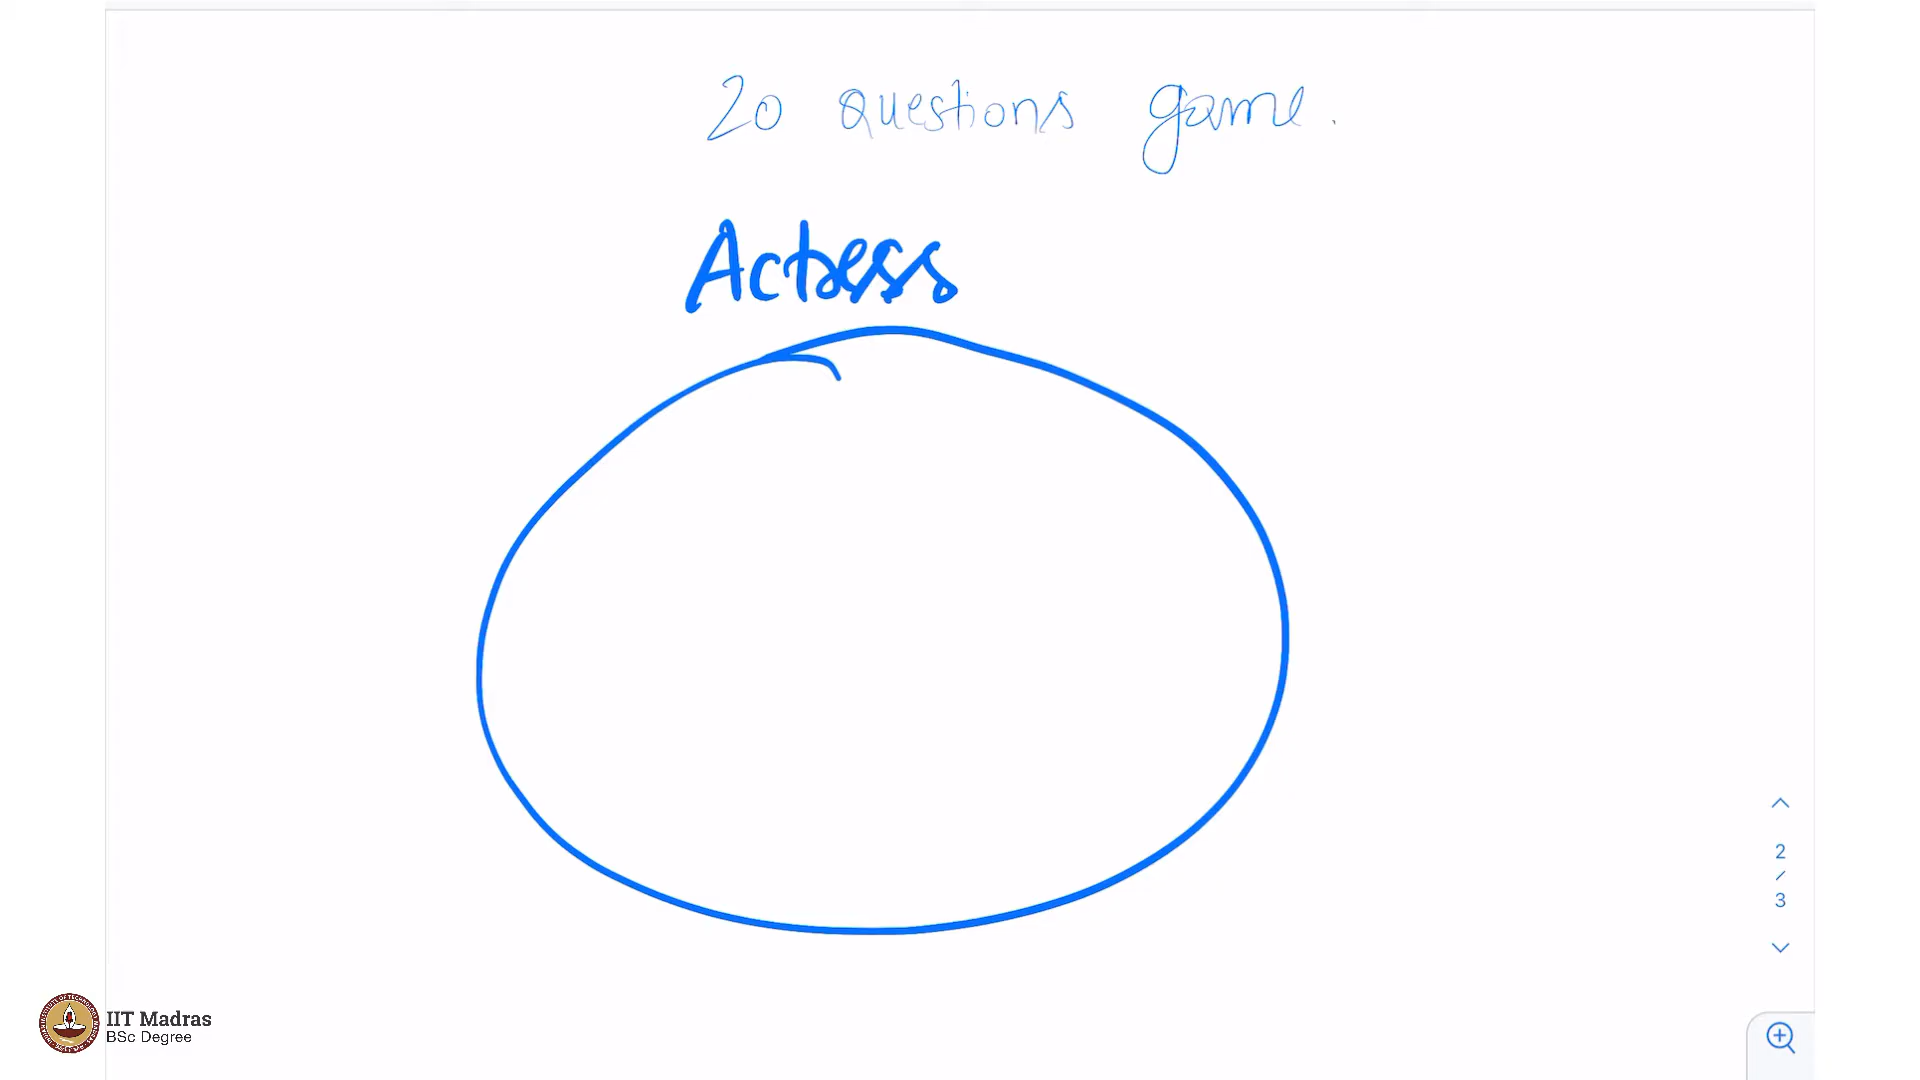 20 questions game.
Actress
2
/
3
IIT Madras
BSc Degree